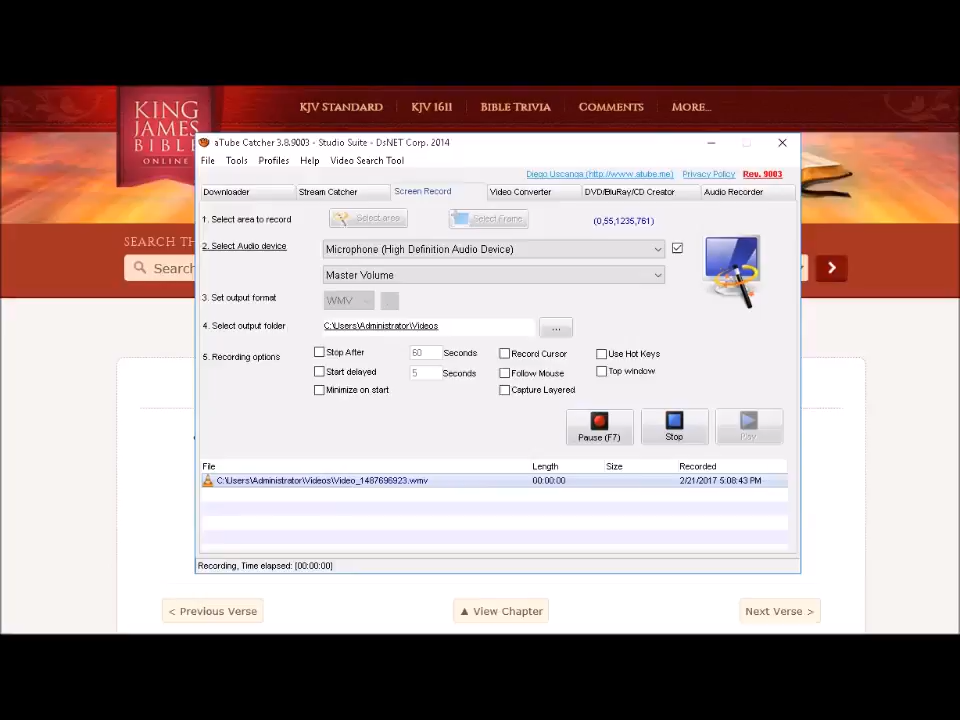 KING
JAMES
BIBLE
ONLINE
KJV STANDARD
KJV 1611
BIBLE TRIVIA
COMMENTS
MORE...
SEARCH TH
Search
aTube Catcher 3.8.9003 - Studio Suite - DsNET Corp. 2014
File Tools Profiles Help Video Search Tool
Diego Uscanga (http://www.atube.me) Privacy Policy Rev. 9003
Downloader Stream Catcher Screen Record Video Converter DVD/BluRay/CD Creator Audio Recorder
1. Select area to record Select area Select Frame (0,55,1235,761)
2. Select Audio device Microphone (High Definition Audio Device)
Master Volume
3. Set output format WMV
4. Select output folder C:\Users\Administrator\Videos ...
5. Recording options Stop After 60 Seconds Record Cursor Use Hot Keys
Start delayed 5 Seconds Follow Mouse Top window
Minimize on start Capture Layered
Pause (F7) Stop Play
File Length Size Recorded
C:\Users\Administrator\Videos\Video_1487696923.wmv 00:00:00 2/21/2017 5:08:43 PM
Recording, Time elapsed: [00:00:00]
< Previous Verse ▲ View Chapter Next Verse >